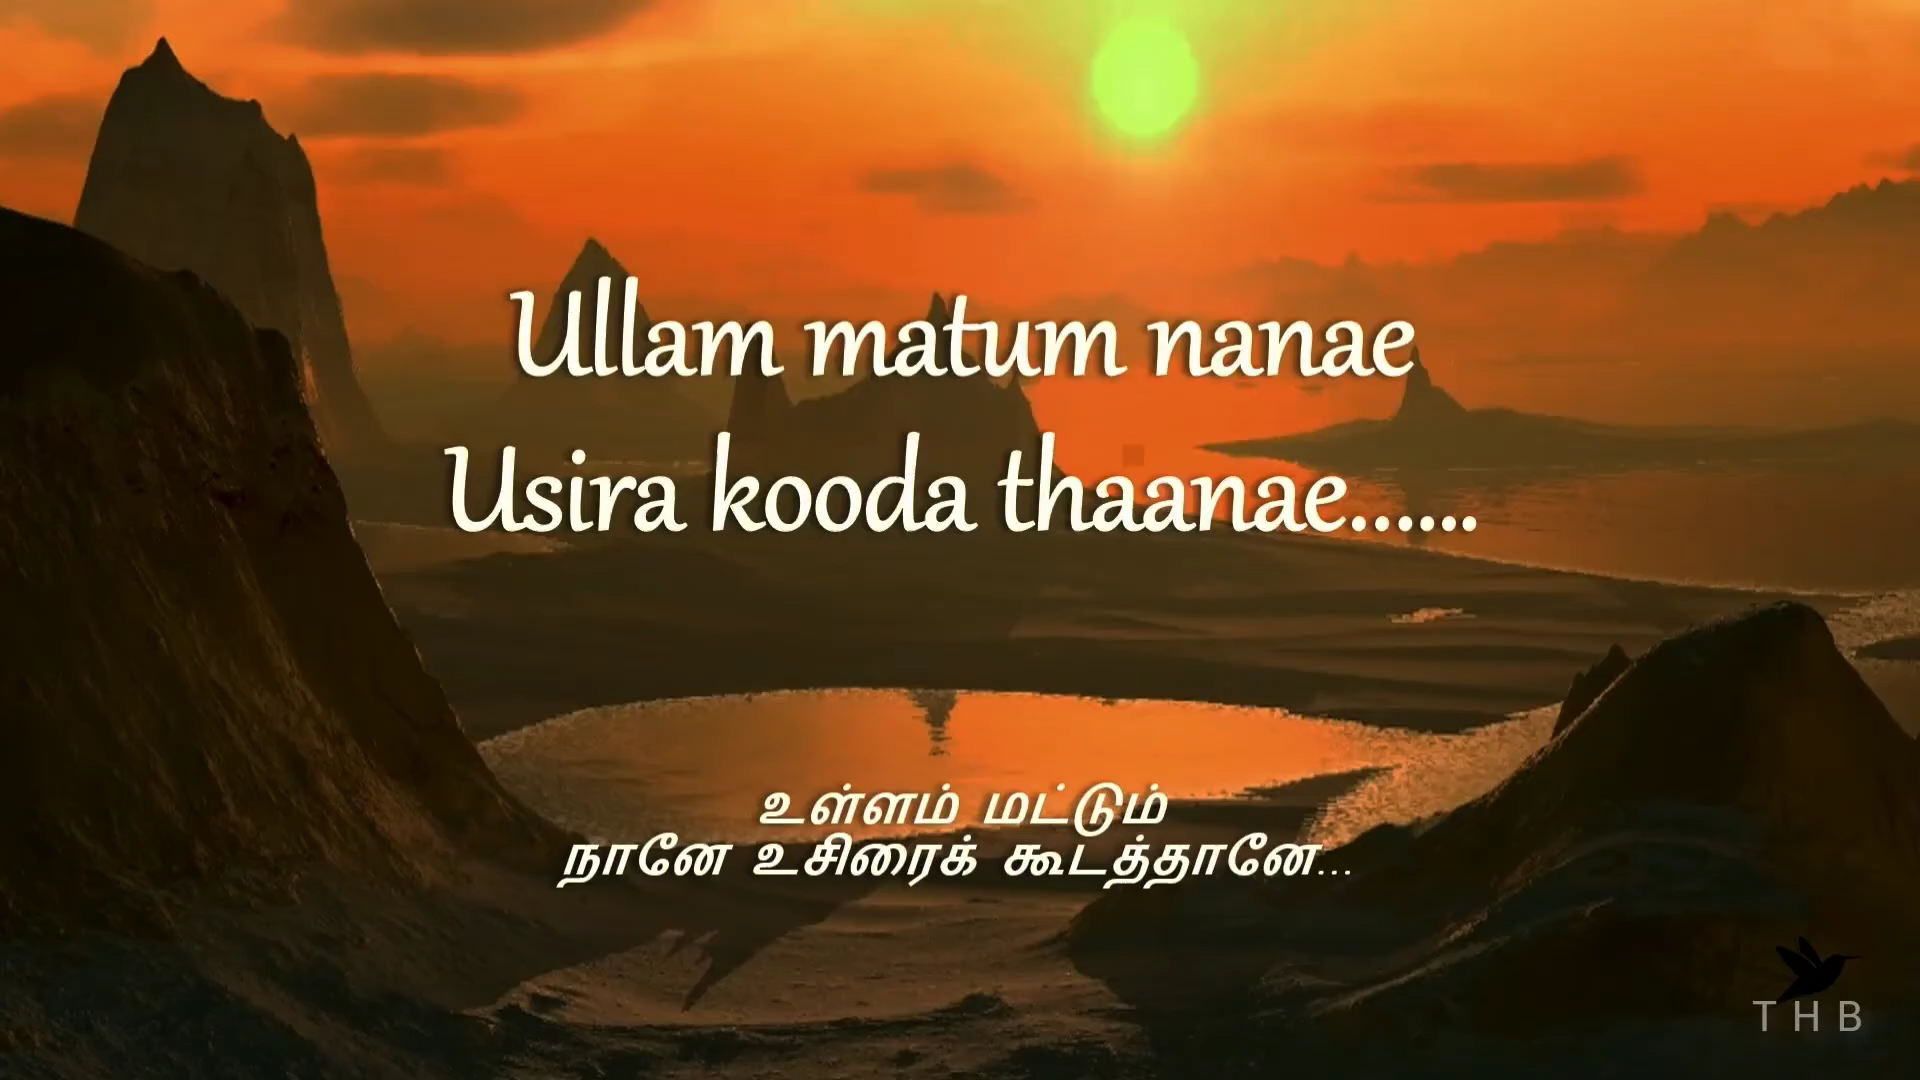 Ullam matum nanae
Usira kooda thaanae......
உள்ளம் மட்டும்
நானே உசிரைக் கூடத்தானே...
THB